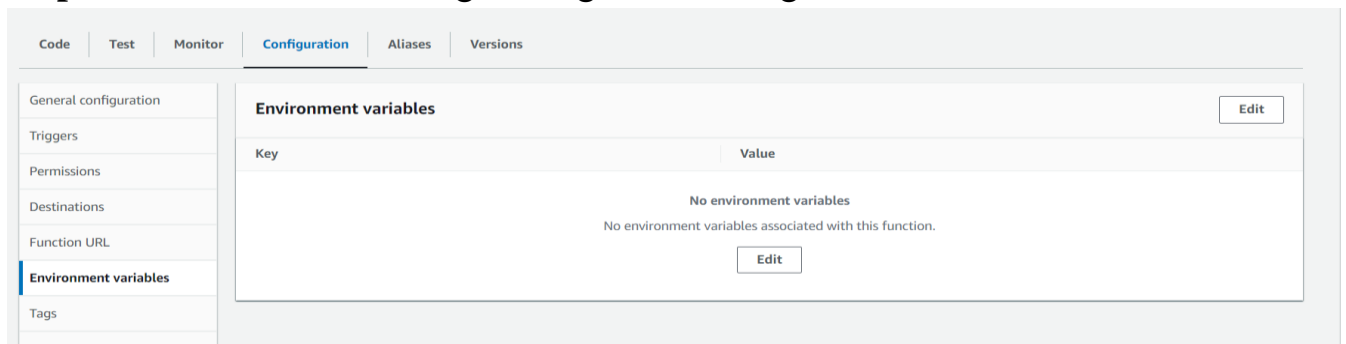 Code Test Monitor Configuration Aliases Versions
General configuration
Triggers
Permissions
Destinations
Function URL
Environment variables
Tags
Environment variables Edit
Key Value
No environment variables
No environment variables associated with this function.
Edit